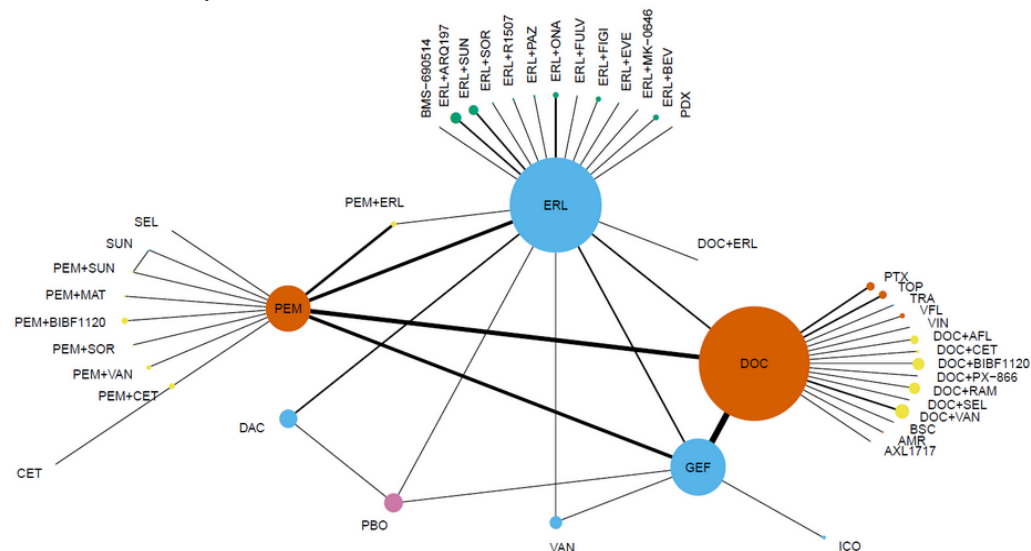 BMS-690514
ERL+ARQ197
ERL+SUN
ERL+SOR
ERL+R1507
ERL+PAZ
ERL+ONA
ERL+FULV
ERL+FIGI
ERL+EVE
ERL+MK-0646
ERL+BEV
PDX
PEM+ERL
ERL
SEL
SUN
DOC+ERL
PEM+SUN
PEM+MAT
PEM
PEM+BIBF1120
PEM+SOR
PEM+VAN
PEM+CET
CET
DOC
PTX
TOP
TRA
VFL
VIN
DOC+AFL
DOC+CET
DOC+BIBF1120
DOC+PX-866
DOC+RAM
DOC+SEL
DOC+VAN
BSC
AMR
AXL1717
DAC
GEF
PBO
VAN
ICO